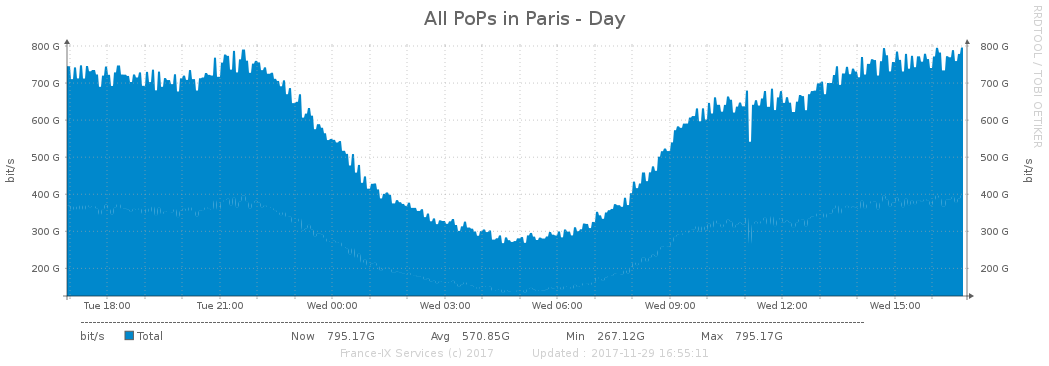 All PoPs in Paris - Day
RRDTOOL / TOBI OETIKER
800 G 800 G
700 G 700 G
600 G 600 G
500 G 500 G
400 G 400 G
300 G 300 G
200 G 200 G
bit/s bit/s
Tue 18:00 Tue 21:00 Wed 00:00 Wed 03:00 Wed 06:00 Wed 09:00 Wed 12:00 Wed 15:00
bit/s Total Now 795.17G Avg 570.85G Min 267.12G Max 795.17G
France-IX Services (c) 2017 Updated : 2017-11-29 16:55:11